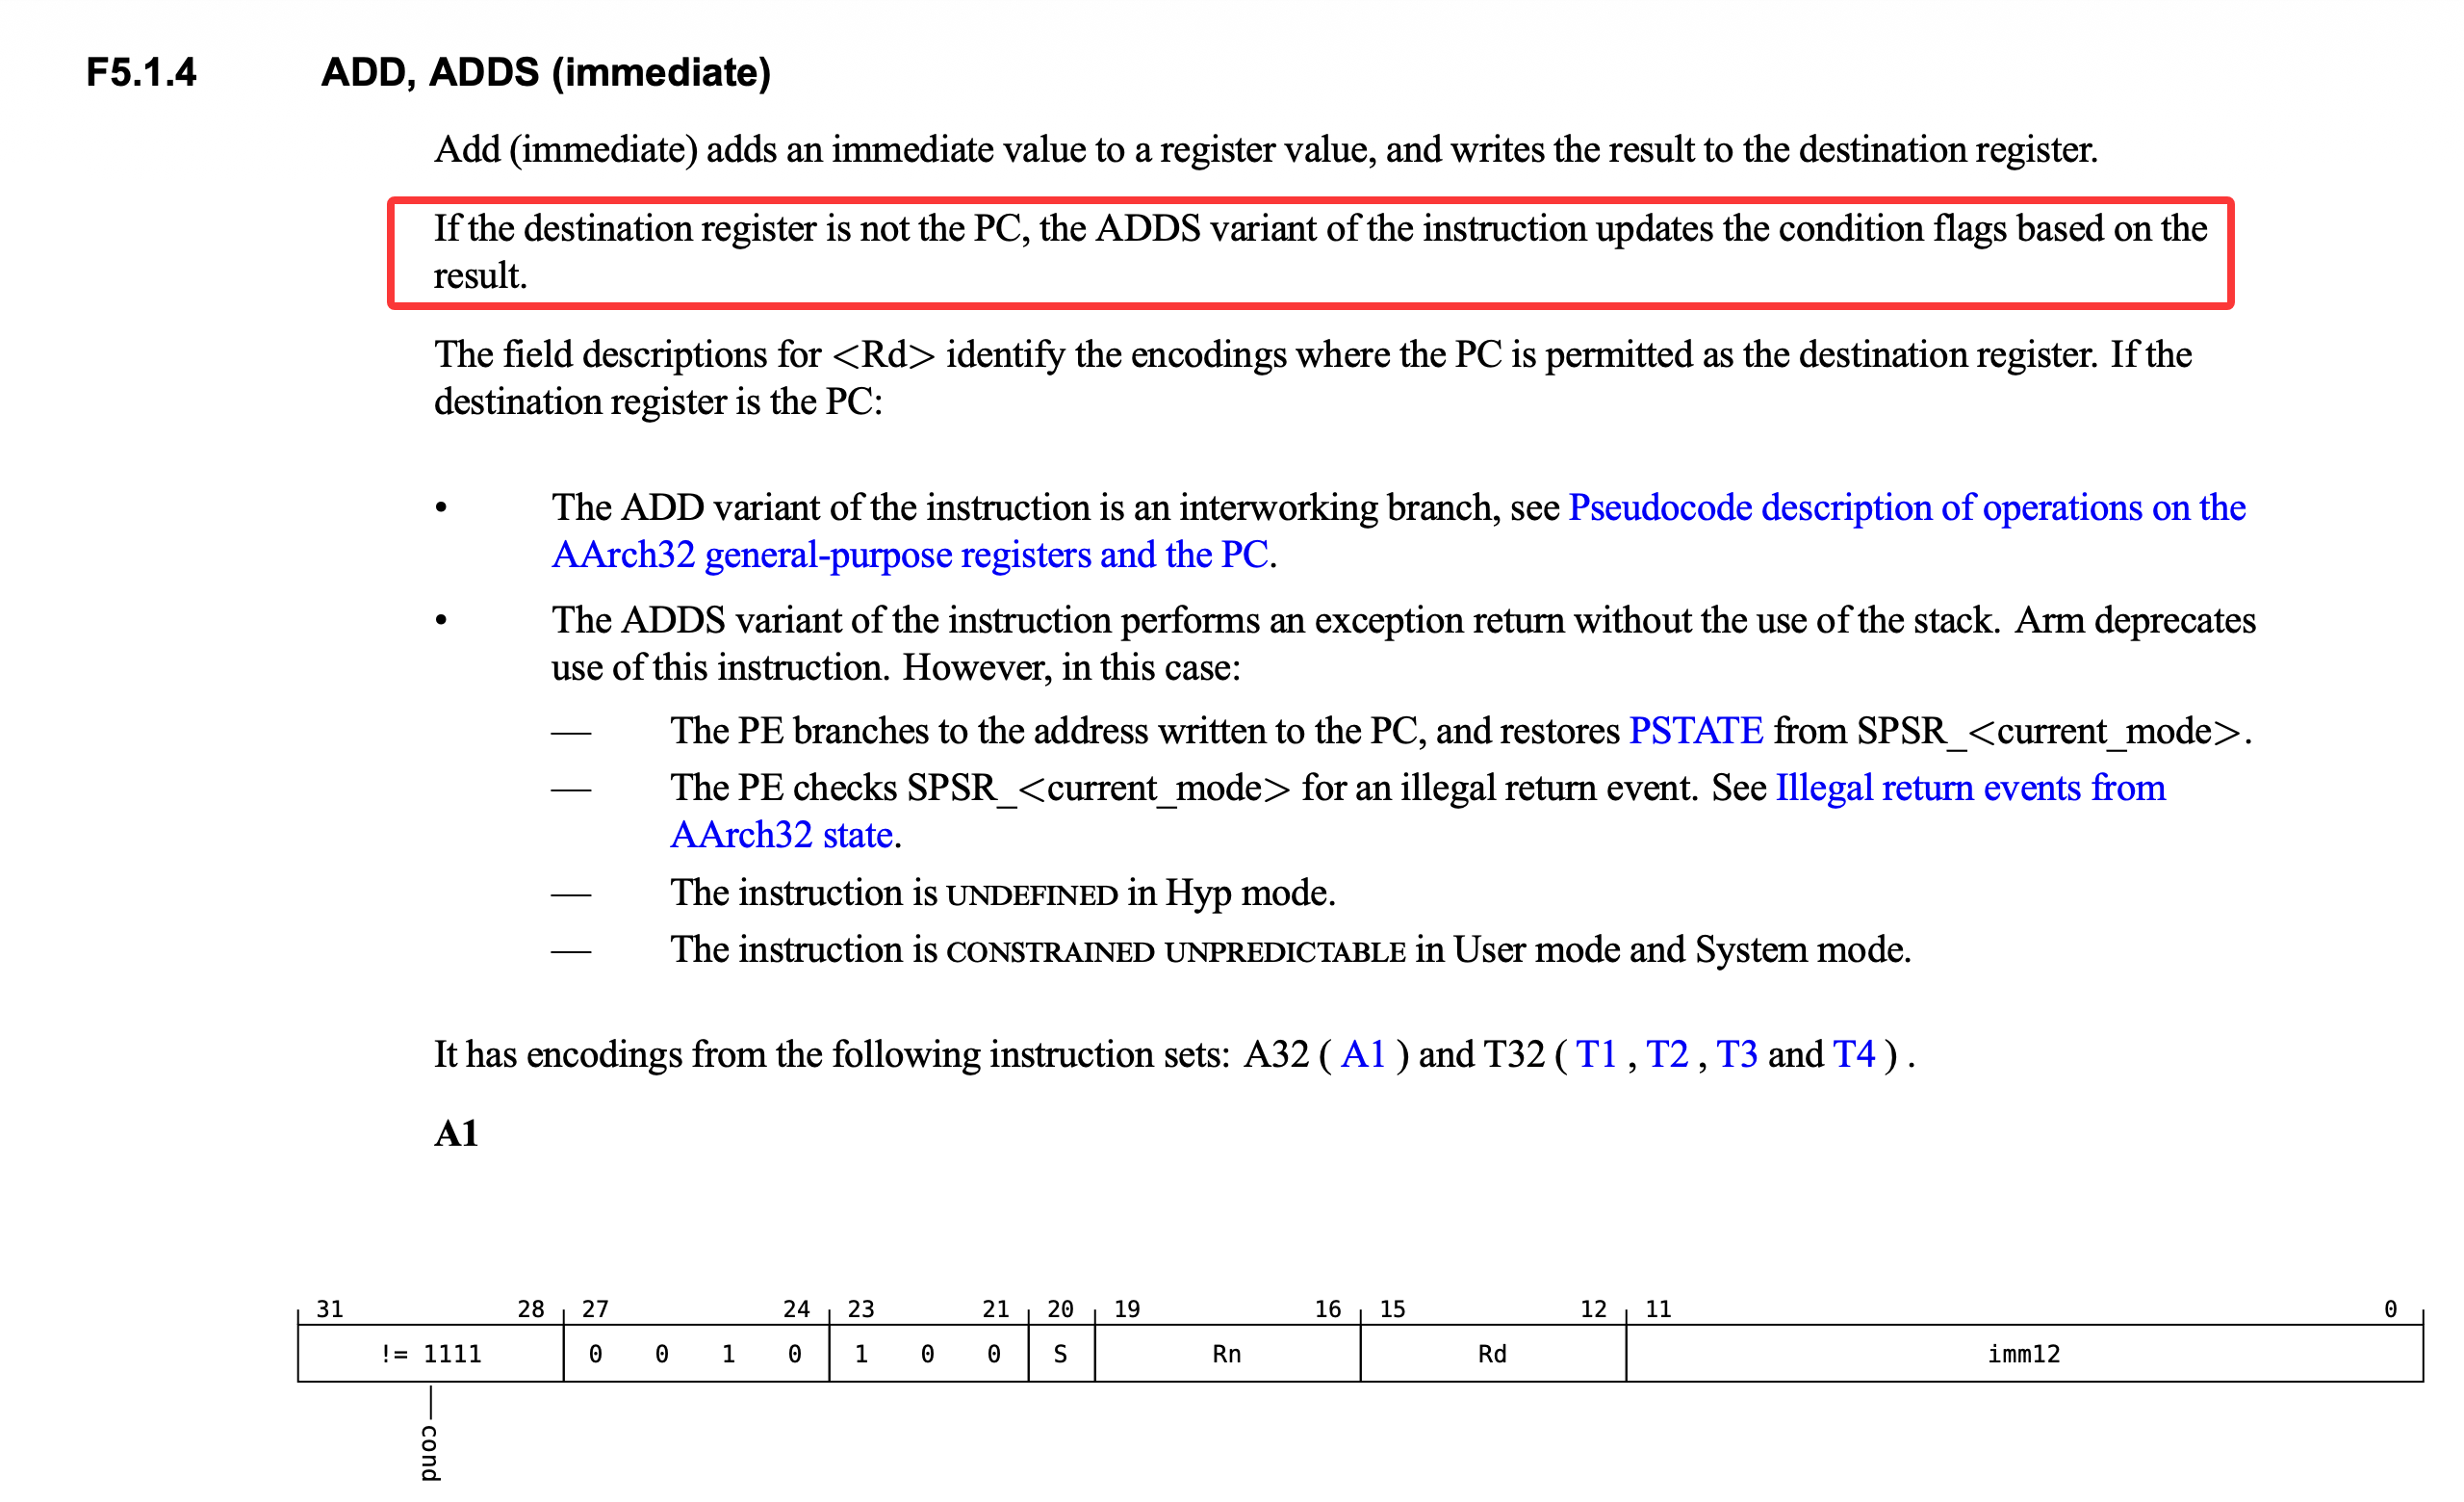 F5.1.4 ADD, ADDS (immediate)
Add (immediate) adds an immediate value to a register value, and writes the result to the destination register.
If the destination register is not the PC, the ADDS variant of the instruction updates the condition flags based on the
result.
The field descriptions for <Rd> identify the encodings where the PC is permitted as the destination register. If the
destination register is the PC:
• The ADD variant of the instruction is an interworking branch, see Pseudocode description of operations on the
AArch32 general-purpose registers and the PC.
• The ADDS variant of the instruction performs an exception return without the use of the stack. Arm deprecates
use of this instruction. However, in this case:
— The PE branches to the address written to the PC, and restores PSTATE from SPSR_<current_mode>.
— The PE checks SPSR_<current_mode> for an illegal return event. See Illegal return events from
AArch32 state.
— The instruction is UNDEFINED in Hyp mode.
— The instruction is CONSTRAINED UNPREDICTABLE in User mode and System mode.
It has encodings from the following instruction sets: A32 ( A1 ) and T32 ( T1 , T2 , T3 and T4 ) .
A1
31 28 27 24 23 21 20 19 16 15 12 11 0
!= 1111 0 0 1 0 1 0 0 S Rn Rd imm12
cond